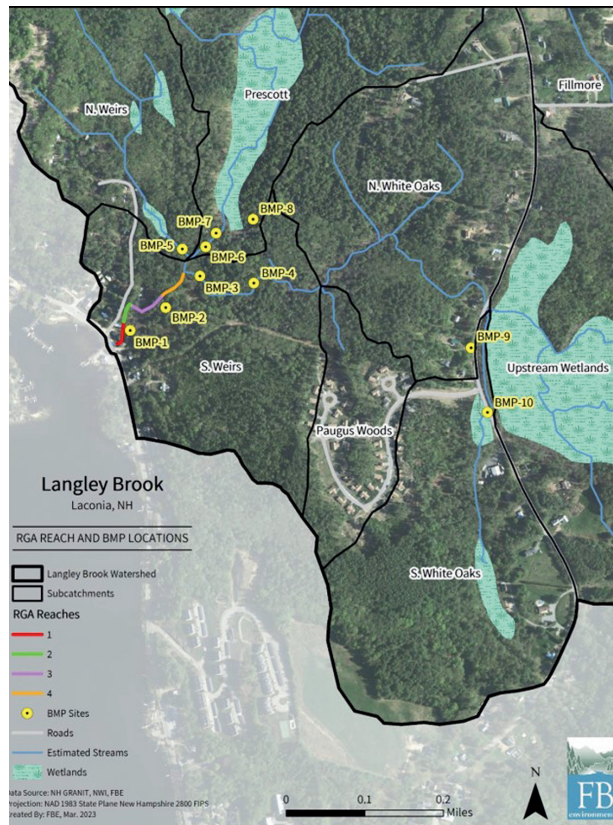 N. Weirs
Prescott
Fillmore
N. White Oaks
BMP-7
BMP-8
BMP-5
BMP-6
BMP-3
BMP-4
BMP-2
BMP-1
S. Weirs
BMP-9
Upstream Wetlands
BMP-10
Paugus Woods
S. White Oaks
Langley Brook
Laconia, NH
RGA REACH AND BMP LOCATIONS
Langley Brook Watershed
Subcatchments
RGA Reaches
1
2
3
4
BMP Sites
Roads
Estimated Streams
Wetlands
Data Source: NH GRANIT, NWI, FBE
Projection: NAD 1983 State Plane New Hampshire 2800 FIPS
Created By: FBE, Mar. 2023
0 0.1 0.2
Miles
N
FB
environmental